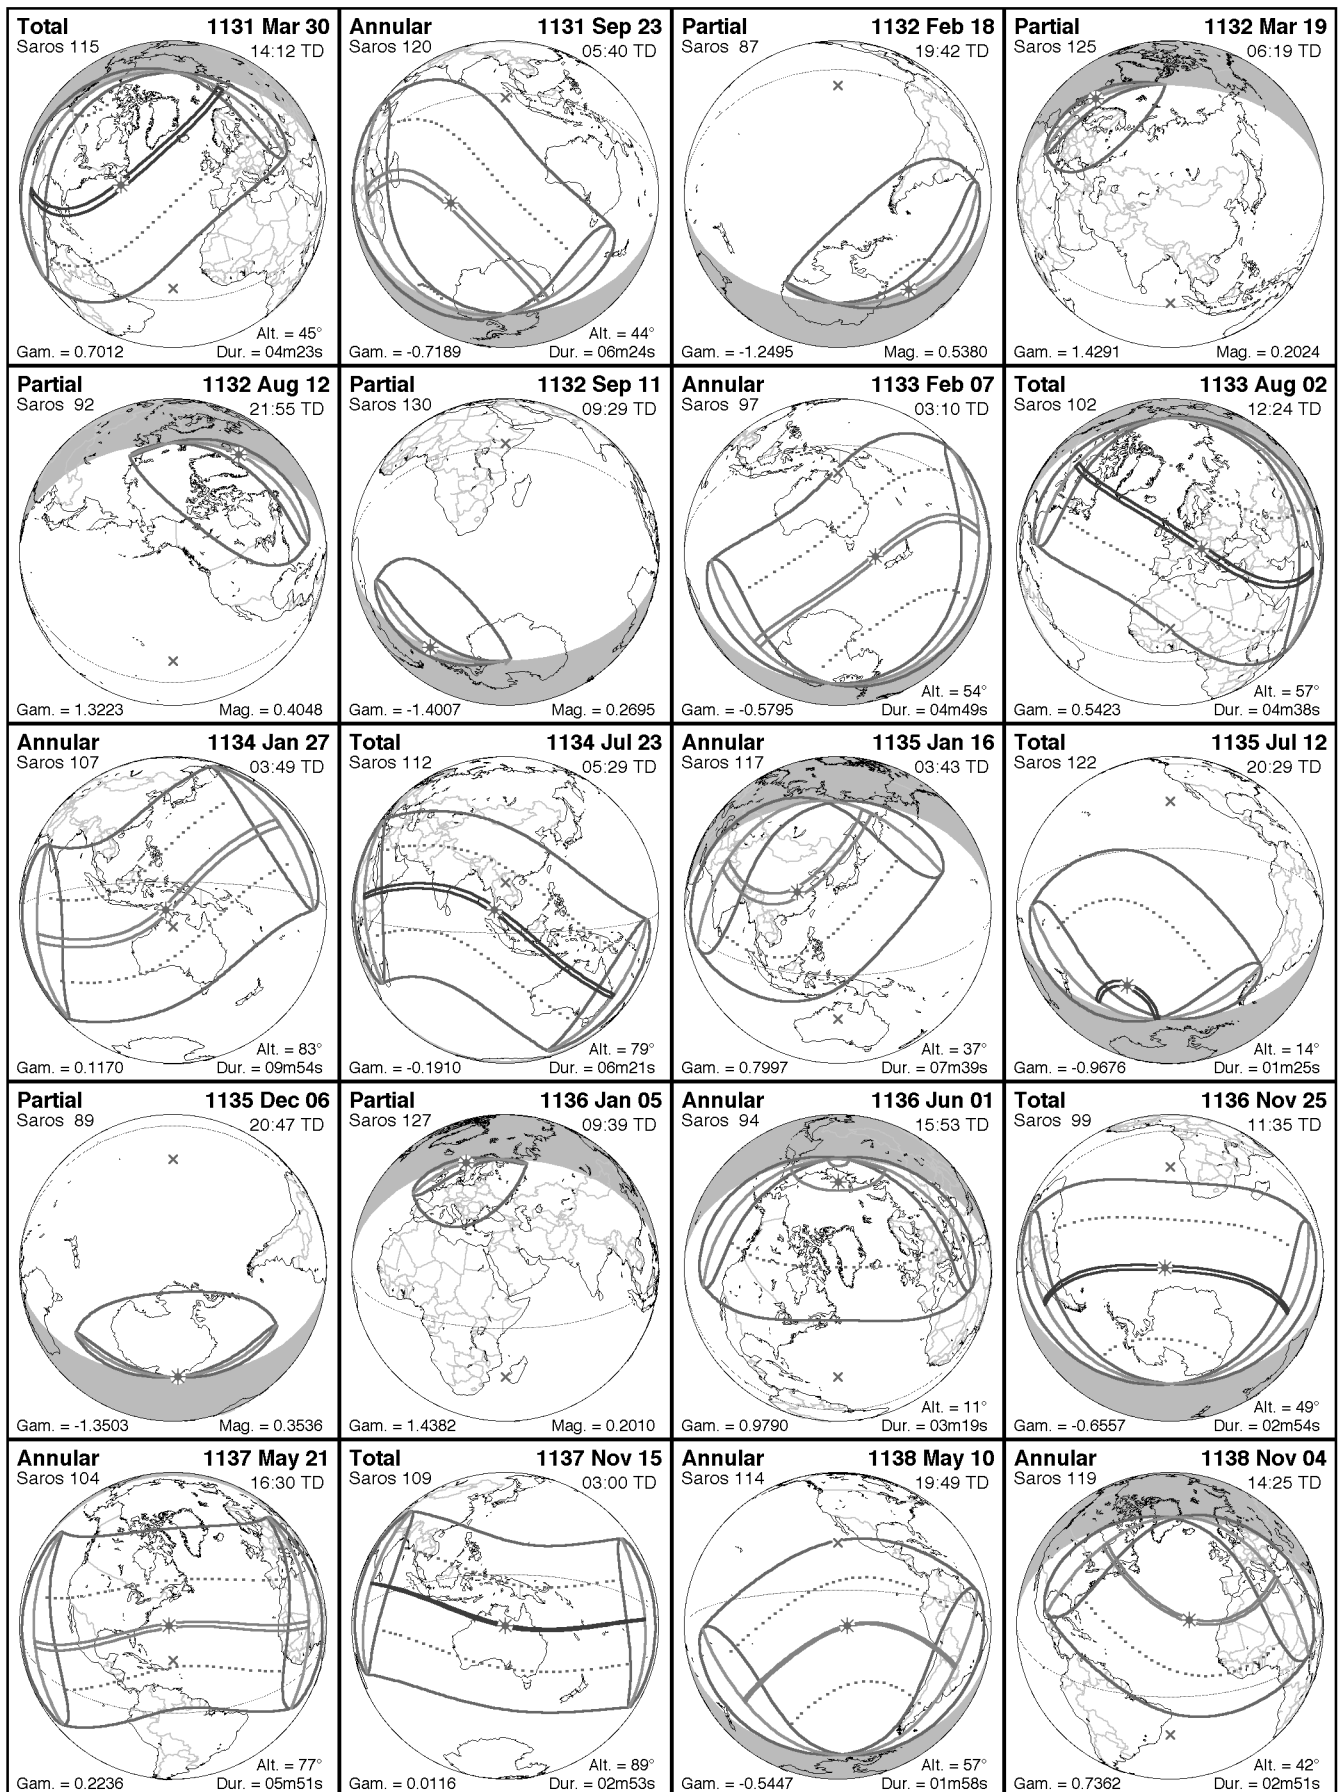 Total 1131 Mar 30
Saros 115 14:12 TD
Alt. = 45°
Gam. = 0.7012 Dur. = 04m23s
Annular 1131 Sep 23
Saros 120 05:40 TD
Alt. = 44°
Gam. = -0.7189 Dur. = 06m24s
Partial 1132 Feb 18
Saros 87 19:42 TD
Gam. = -1.2495 Mag. = 0.5380
Partial 1132 Mar 19
Saros 125 06:19 TD
Gam. = 1.4291 Mag. = 0.2024
Partial 1132 Aug 12
Saros 92 21:55 TD
Gam. = 1.3223 Mag. = 0.4048
Partial 1132 Sep 11
Saros 130 09:29 TD
Gam. = -1.4007 Mag. = 0.2695
Annular 1133 Feb 07
Saros 97 03:10 TD
Alt. = 54°
Gam. = -0.5795 Dur. = 04m49s
Total 1133 Aug 02
Saros 102 12:24 TD
Alt. = 57°
Gam. = 0.5423 Dur. = 04m38s
Annular 1134 Jan 27
Saros 107 03:49 TD
Alt. = 83°
Gam. = 0.1170 Dur. = 09m54s
Total 1134 Jul 23
Saros 112 05:29 TD
Alt. = 79°
Gam. = -0.1910 Dur. = 06m21s
Annular 1135 Jan 16
Saros 117 03:43 TD
Alt. = 37°
Gam. = 0.7997 Dur. = 07m39s
Total 1135 Jul 12
Saros 122 20:29 TD
Alt. = 14°
Gam. = -0.9676 Dur. = 01m25s
Partial 1135 Dec 06
Saros 89 20:47 TD
Gam. = -1.3503 Mag. = 0.3536
Partial 1136 Jan 05
Saros 127 09:39 TD
Gam. = 1.4382 Mag. = 0.2010
Annular 1136 Jun 01
Saros 94 15:53 TD
Alt. = 11°
Gam. = 0.9790 Dur. = 03m19s
Total 1136 Nov 25
Saros 99 11:35 TD
Alt. = 49°
Gam. = -0.6557 Dur. = 02m54s
Annular 1137 May 21
Saros 104 16:30 TD
Alt. = 77°
Gam. = 0.2236 Dur. = 05m51s
Total 1137 Nov 15
Saros 109 03:00 TD
Alt. = 89°
Gam. = 0.0116 Dur. = 02m53s
Annular 1138 May 10
Saros 114 19:49 TD
Alt. = 57°
Gam. = -0.5447 Dur. = 01m58s
Annular 1138 Nov 04
Saros 119 14:25 TD
Alt. = 42°
Gam. = 0.7362 Dur. = 02m51s